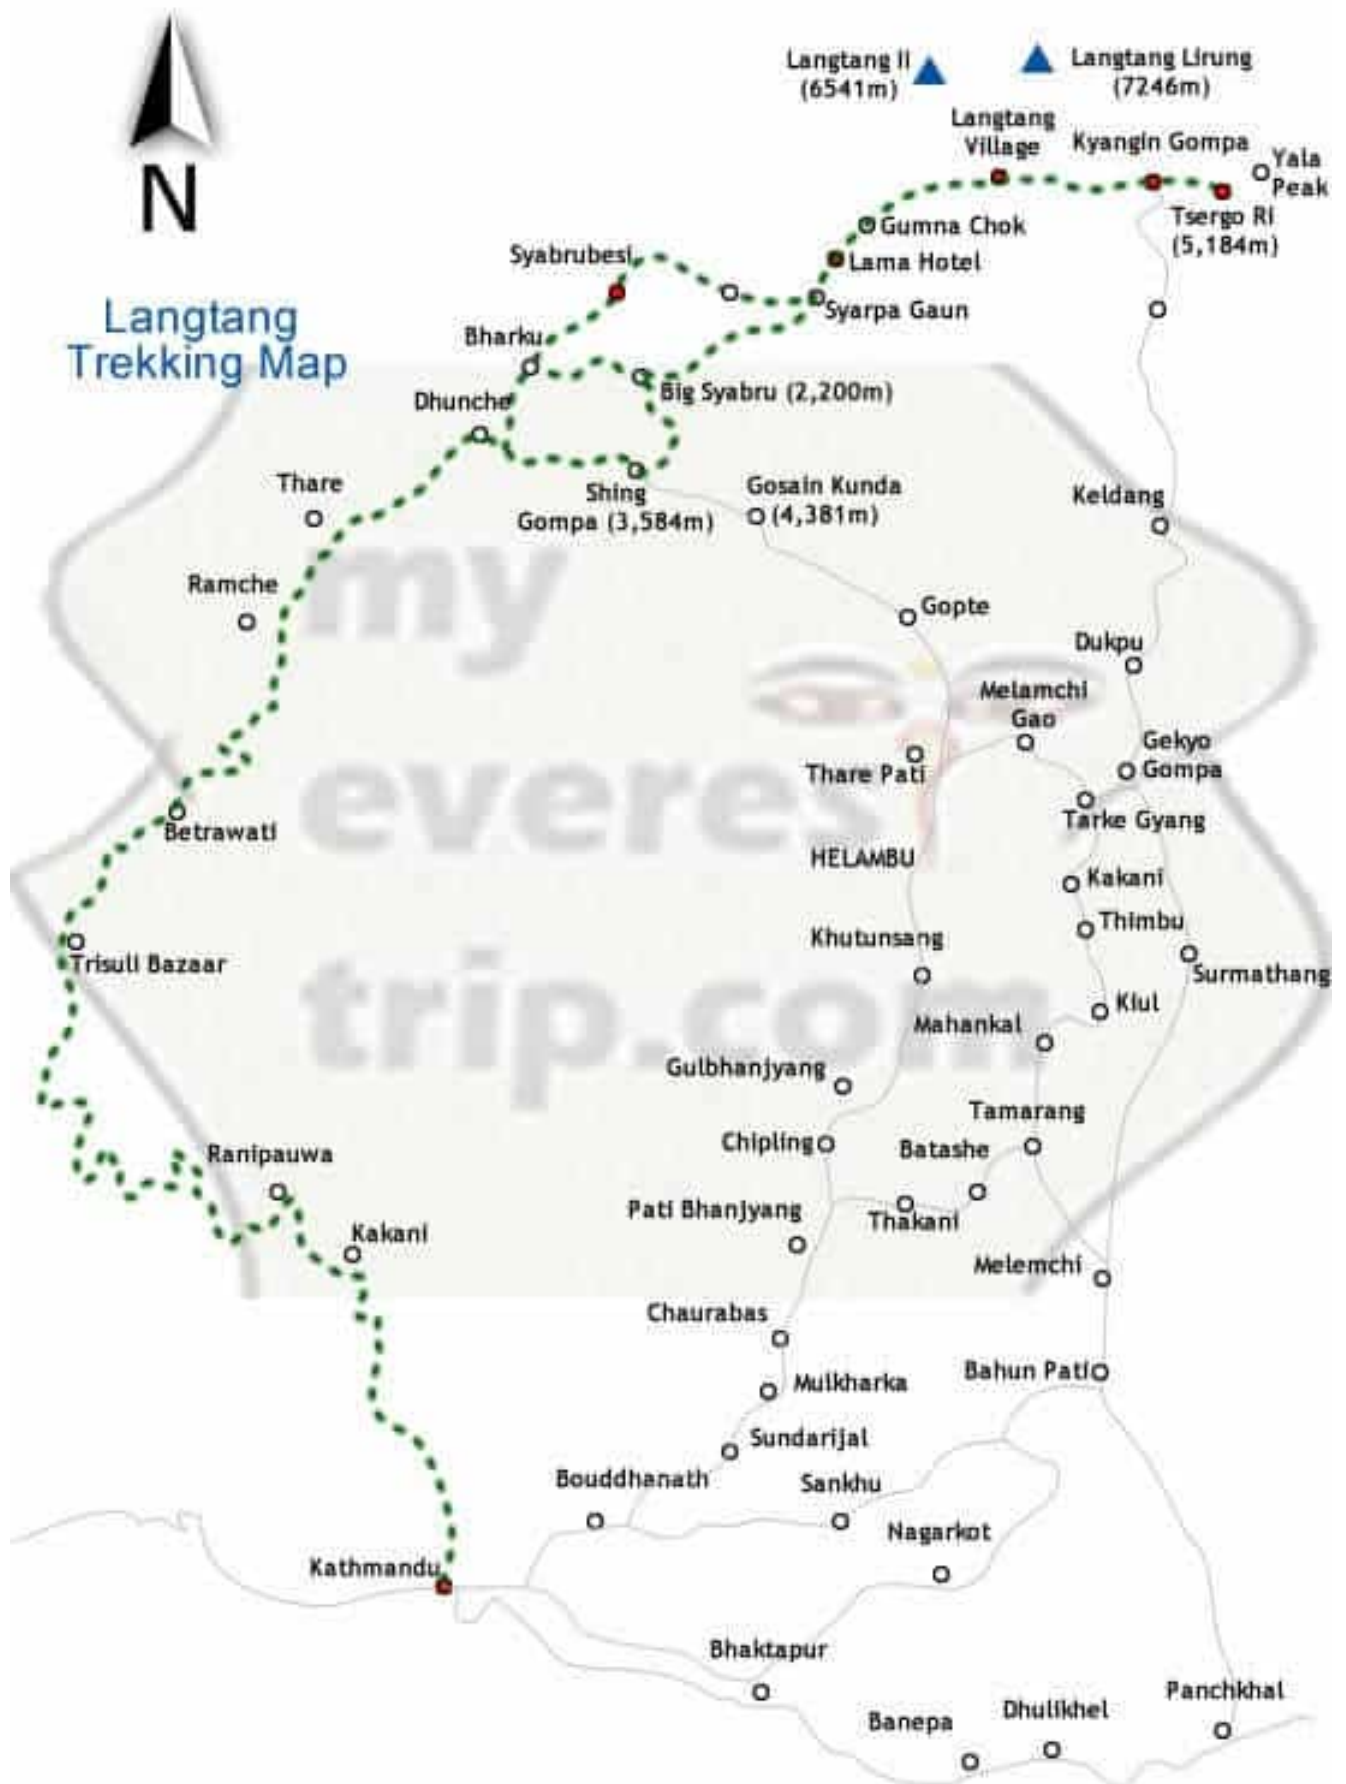 Langtang II
(6541m)
Langtang Lirung
(7246m)
Langtang
Village
Kyangin Gompa
Yala
Peak
Tsergo Ri
(5,184m)
N
Gumna Chok
Lama Hotel
Syabrubesi
Syarpa Gaun
Langtang
Trekking Map
Bharku
Big Syabru (2,200m)
Dhunche
Thare
Shing
Gompa (3,584m)
Gosain Kunda
(4,381m)
Keldang
Ramche
my
Gopte
Dukpu
Melamchi
Gao
Gekyo
Gompa
Thare Pati
everes
Tarke Gyang
Betrawati
HELAMBU
Kakani
Thimbu
Khutunsang
Trisuli Bazaar
Surmathang
trip.com
Kiul
Mahankal
Gulbhanjyang
Tamarang
Chipling
Batashe
Ranipauwa
Pati Bhanjyang
Thakani
Kakani
Melemchi
Chaurabas
Bahun Pati
Mulkharka
Sundarijal
Bouddhanath
Sankhu
Nagarkot
Kathmandu
Bhaktapur
Panchkhal
Dhulikhel
Banepa